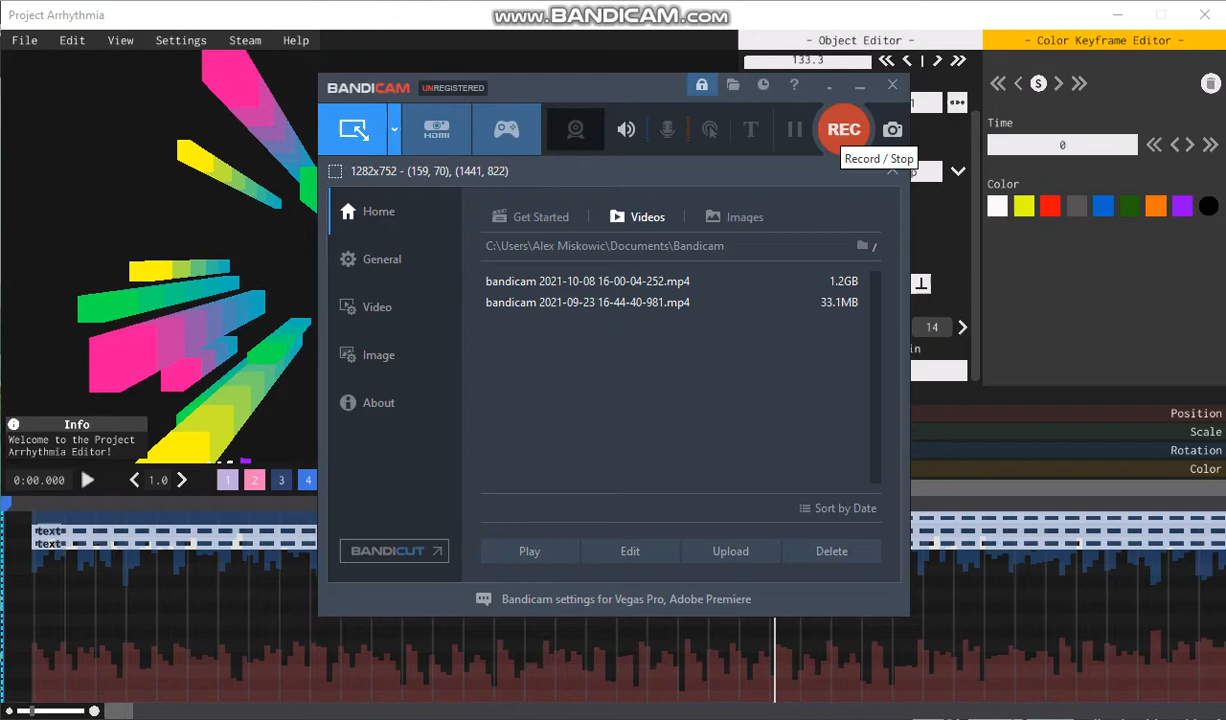 Project Arrhythmia
www.BANDICAM.com
File Edit View Settings Steam Help
- Object Editor -
- Color Keyframe Editor -
133.3
S
BANDICAM UNREGISTERED
?
HDMI
T
REC
Record / Stop
1
Time
0
1282x752 - (159, 70), (1441, 822)
Color
Home
General
Video
Image
About
Get Started
Videos
Images
C:\Users\Alex Miskowic\Documents\Bandicam
/
bandicam 2021-10-08 16-00-04-252.mp4 1.2GB
bandicam 2021-09-23 16-44-40-981.mp4 33.1MB
14
in
Position
Scale
Rotation
Color
Info
Welcome to the Project
Arrhythmia Editor!
0:00.000 1.0 1 2 3 4
Sort by Date
text
text
BANDICUT
Play Edit Upload Delete
Bandicam settings for Vegas Pro, Adobe Premiere